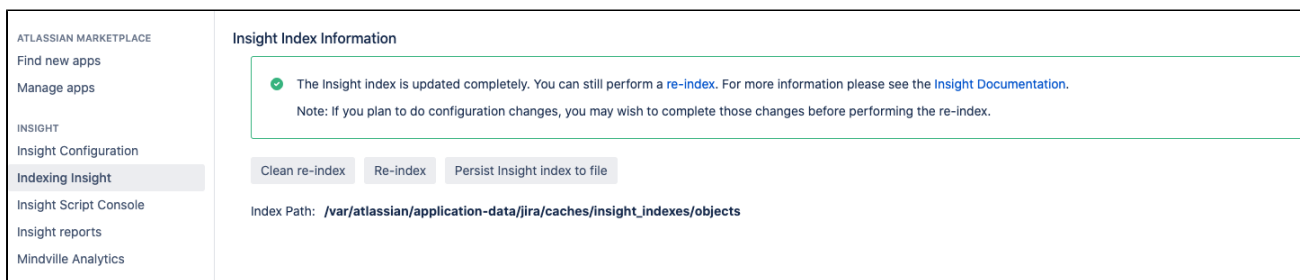 ATLASSIAN MARKETPLACE
Find new apps
Manage apps
INSIGHT
Insight Configuration
Indexing Insight
Insight Script Console
Insight reports
Mindville Analytics
Insight Index Information
The Insight index is updated completely. You can still perform a re-index. For more information please see the Insight Documentation.
Note: If you plan to do configuration changes, you may wish to complete those changes before performing the re-index.
Clean re-index Re-index Persist Insight index to file
Index Path: /var/atlassian/application-data/jira/caches/insight_indexes/objects